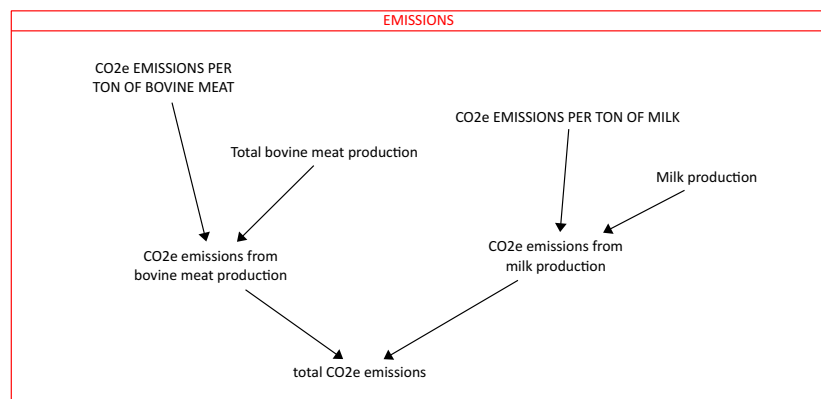 EMISSIONS
CO2e EMISSIONS PER
TON OF BOVINE MEAT
CO2e EMISSIONS PER TON OF MILK
Total bovine meat production
Milk production
CO2e emissions from
bovine meat production
CO2e emissions from
milk production
total CO2e emissions